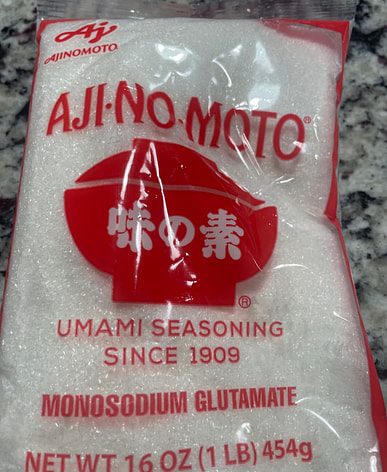 AJINOMOTO®
AJI-NO-MOTO®
味の素
®
UMAMI SEASONING
SINCE 1909
MONOSODIUM GLUTAMATE
NET WT 16 OZ (1 LB) 454g